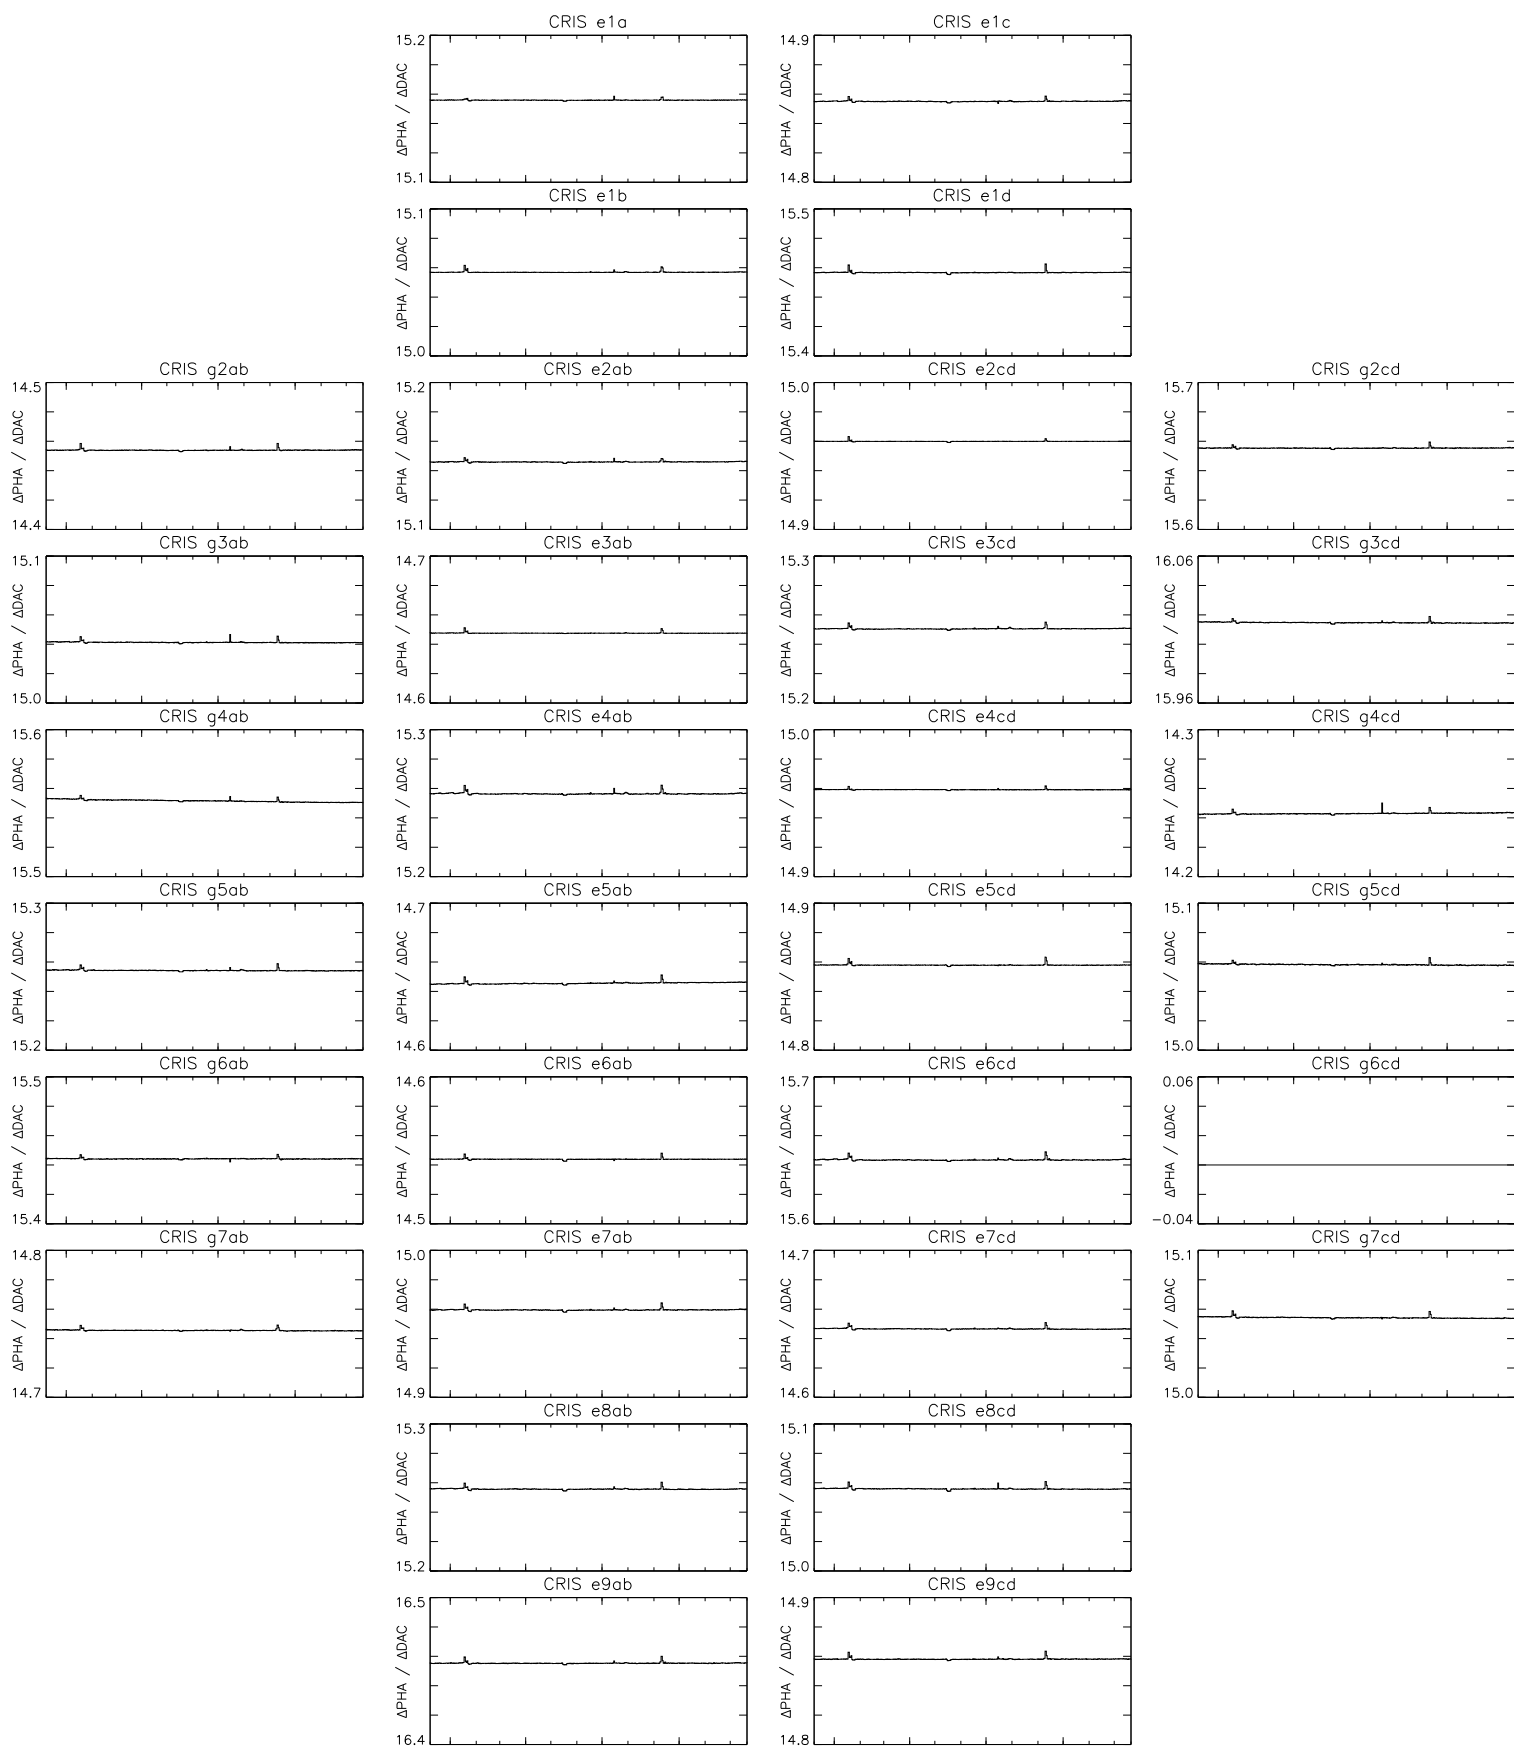 CRIS e1a
15.2
ΔPHA / ΔDAC
15.1
CRIS e1c
14.9
ΔPHA / ΔDAC
14.8
CRIS e1b
15.1
ΔPHA / ΔDAC
15.0
CRIS e1d
15.5
ΔPHA / ΔDAC
15.4
CRIS g2ab
14.5
ΔPHA / ΔDAC
14.4
CRIS e2ab
15.2
ΔPHA / ΔDAC
15.1
CRIS e2cd
15.0
ΔPHA / ΔDAC
14.9
CRIS g2cd
15.7
ΔPHA / ΔDAC
15.6
CRIS g3ab
15.1
ΔPHA / ΔDAC
15.0
CRIS e3ab
14.7
ΔPHA / ΔDAC
14.6
CRIS e3cd
15.3
ΔPHA / ΔDAC
15.2
CRIS g3cd
16.06
ΔPHA / ΔDAC
15.96
CRIS g4ab
15.6
ΔPHA / ΔDAC
15.5
CRIS e4ab
15.3
ΔPHA / ΔDAC
15.2
CRIS e4cd
15.0
ΔPHA / ΔDAC
14.9
CRIS g4cd
14.3
ΔPHA / ΔDAC
14.2
CRIS g5ab
15.3
ΔPHA / ΔDAC
15.2
CRIS e5ab
14.7
ΔPHA / ΔDAC
14.6
CRIS e5cd
14.9
ΔPHA / ΔDAC
14.8
CRIS g5cd
15.1
ΔPHA / ΔDAC
15.0
CRIS g6ab
15.5
ΔPHA / ΔDAC
15.4
CRIS e6ab
14.6
ΔPHA / ΔDAC
14.5
CRIS e6cd
15.7
ΔPHA / ΔDAC
15.6
CRIS g6cd
0.06
ΔPHA / ΔDAC
−0.04
CRIS g7ab
14.8
ΔPHA / ΔDAC
14.7
CRIS e7ab
15.0
ΔPHA / ΔDAC
14.9
CRIS e7cd
14.7
ΔPHA / ΔDAC
14.6
CRIS g7cd
15.1
ΔPHA / ΔDAC
15.0
CRIS e8ab
15.3
ΔPHA / ΔDAC
15.2
CRIS e8cd
15.1
ΔPHA / ΔDAC
15.0
CRIS e9ab
16.5
ΔPHA / ΔDAC
16.4
CRIS e9cd
14.9
ΔPHA / ΔDAC
14.8